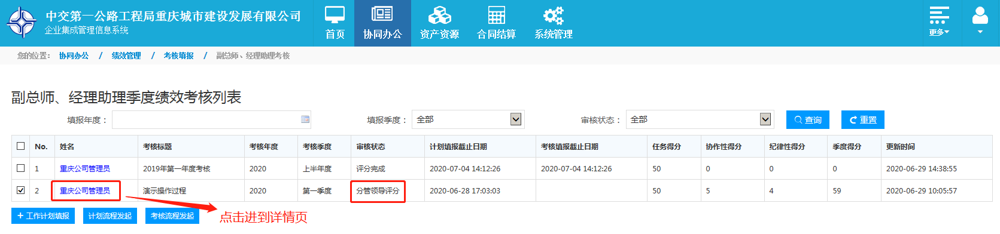 中交第一公路工程局重庆城市建设发展有限公司
企业集成管理信息系统
首页 协同办公 资产资源 合同结算 系统管理 更多
您的位置： 协同办公 / 绩效管理 / 考核填报 / 副总师、经理助理考核
副总师、经理助理季度绩效考核列表
填报年度： 填报季度： 全部 审核状态： 全部 查询 重置
No. 姓名 考核标题 考核年度 考核季度 审核状态 计划填报截止日期 考核填报截止日期 任务得分 协作性得分 纪律性得分 季度得分 更新时间
1 重庆公司管理员 2019年第一年度考核 2020 上半年度 评分完成 2020-07-04 14:12:26 2020-07-04 14:12:26 50 0 0 0 2020-06-29 14:38:55
2 重庆公司管理员 演示操作过程 2020 第一季度 分管领导评分 2020-06-28 17:03:03 50 5 4 59 2020-06-29 10:05:57
+ 工作计划填报 计划流程发起 考核流程发起 点击进到详情页